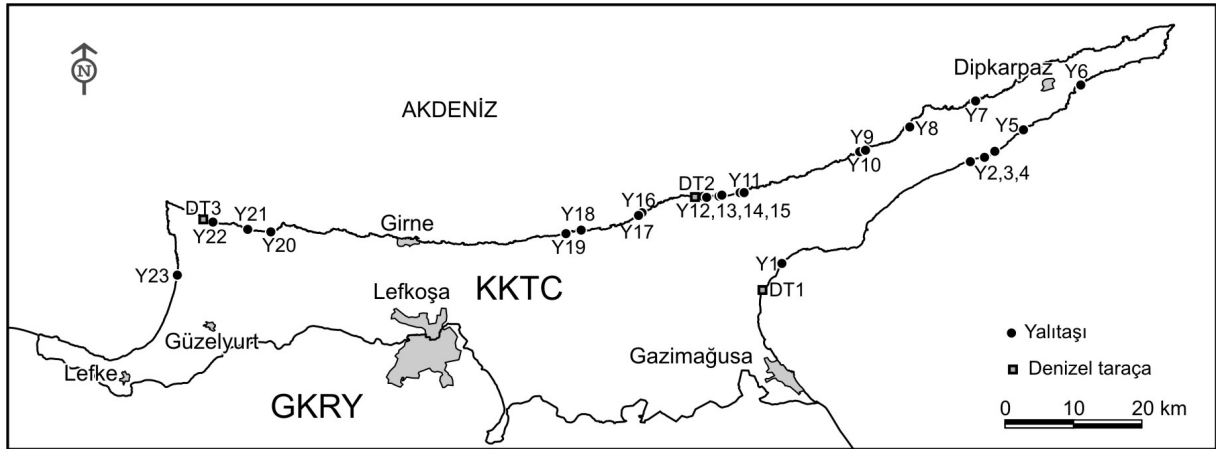 N
AKDENİZ
Dipkarpaz
Y6
Y7
Y8
Y5
Y9
Y10
Y2,3,4
DT2
Y11
Y12,13,14,15
Y16
Y17
Y18
Y19
DT3
Y22
Y21
Y20
Girne
Y23
Y1
DT1
Lefkoşa
KKTC
Güzelyurt
Lefke
Gazimağusa
GKRY
Yalıtaşı
Denizel taraça
0 10 20 km